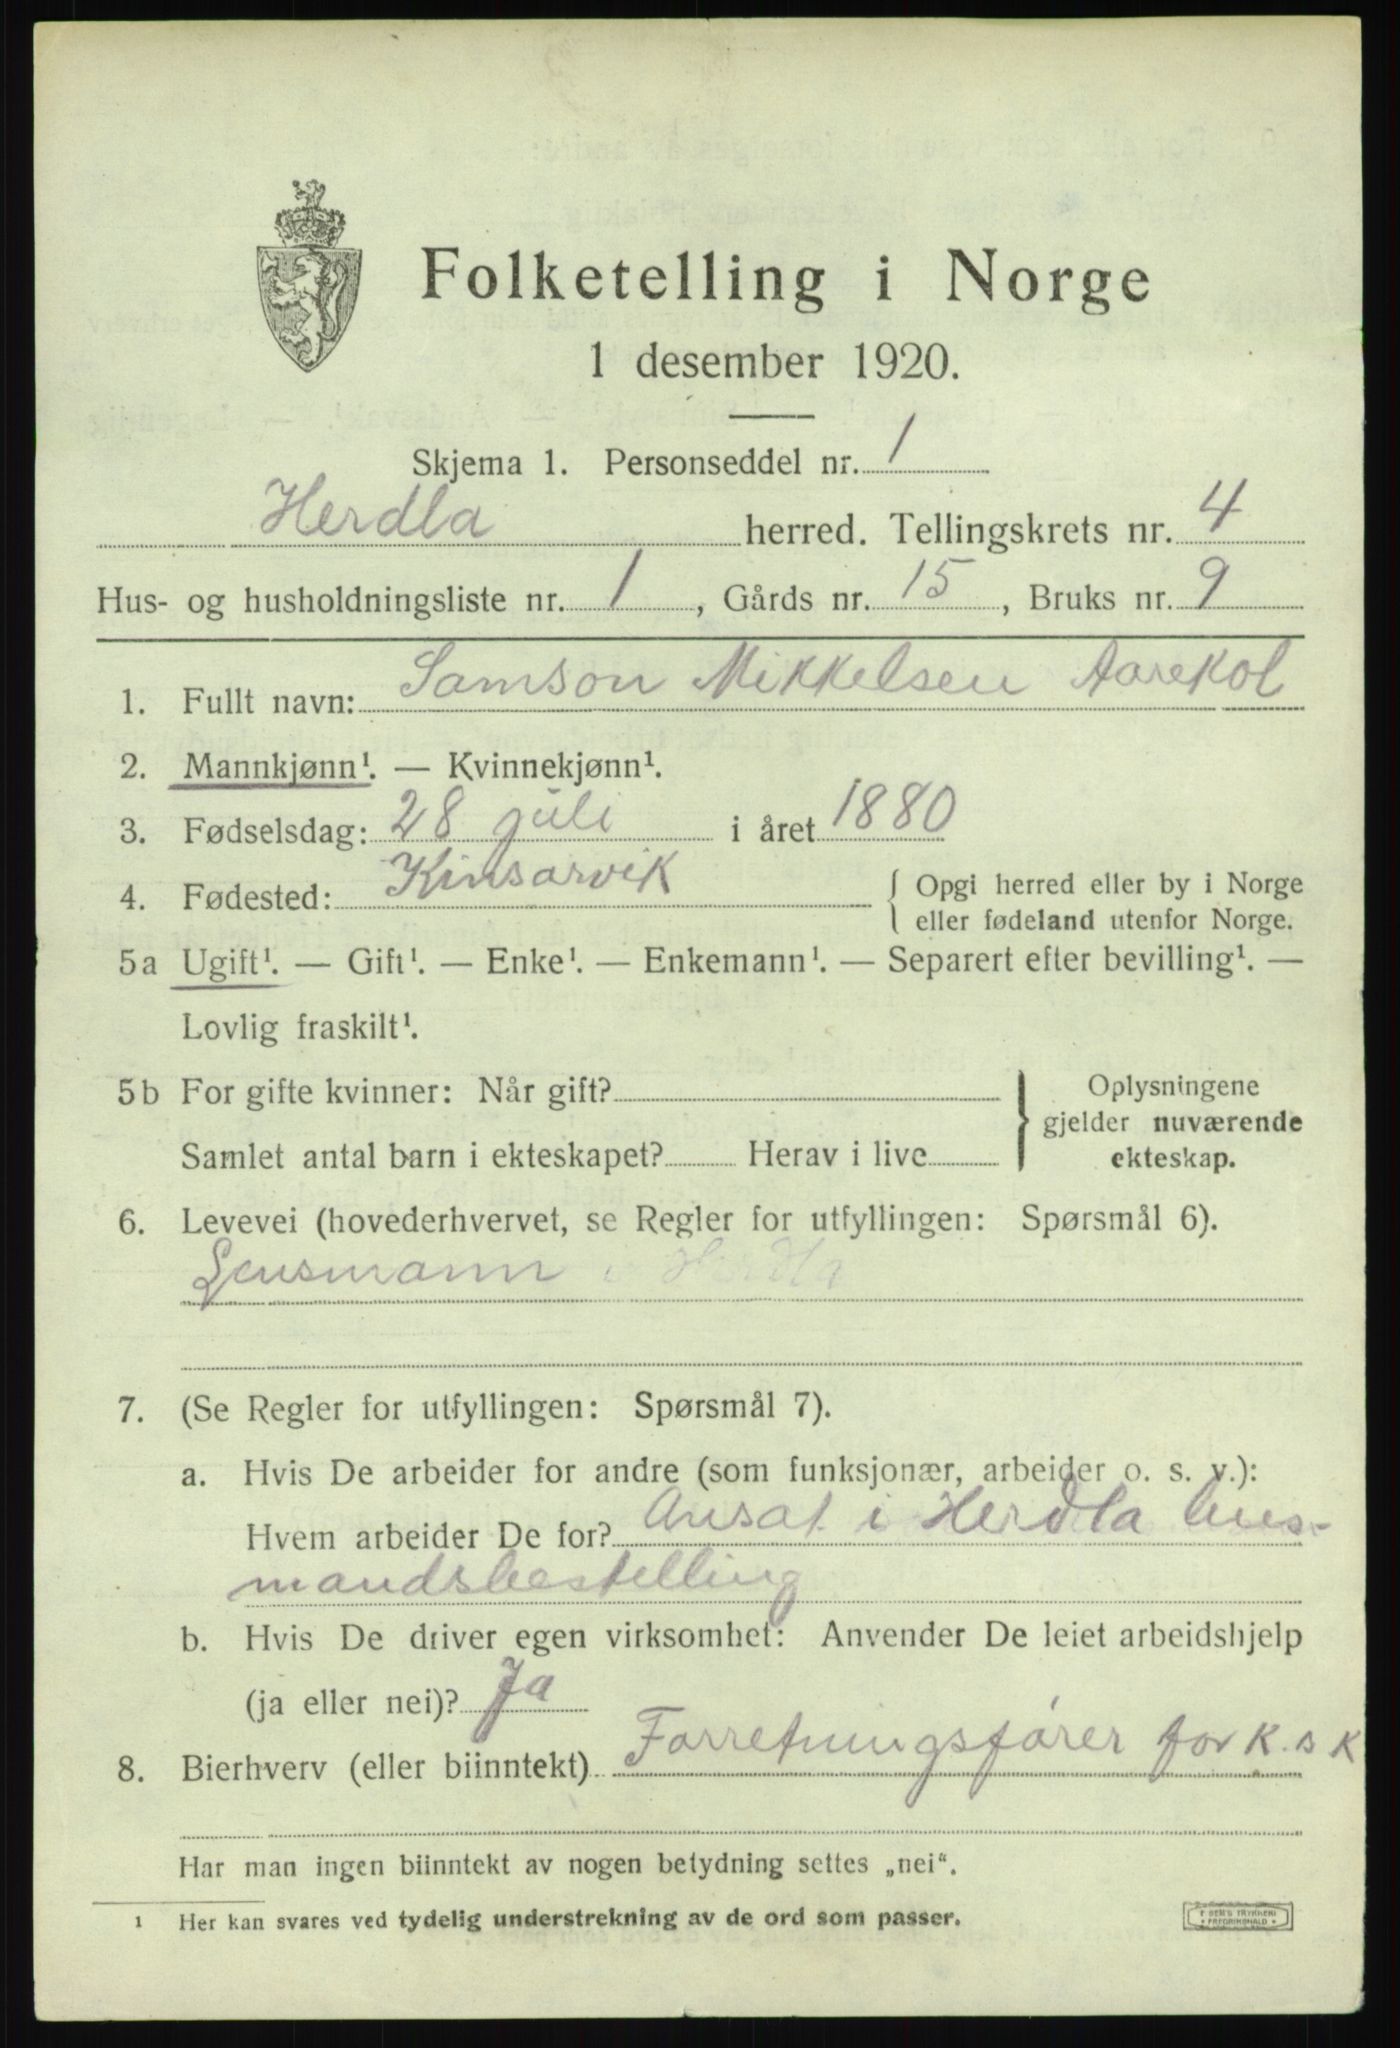 Folketelling i Norge
1 desember 1920.
Skjema 1. Personseddel nr. 1
Herdla herred. Tellingskrets nr. 4
Hus- og husholdningsliste nr. 1, Gårds nr. 15, Bruks nr. 9
1. Fullt navn: Samson Mikkelsen Aarekol
2. Mannkjønn¹. — Kvinnekjønn¹.
3. Fødselsdag: 28 juli i året 1880
4. Fødested: Kinsarvik { Opgi herred eller by i Norge
eller fødeland utenfor Norge.
5a Ugift¹. — Gift¹. — Enke¹. — Enkemann¹. — Separert efter bevilling¹. —
Lovlig fraskilt¹.
5b For gifte kvinner: Når gift? } Oplysningene
gjelder nuværende
Samlet antal barn i ekteskapet? Herav i live ekteskap.
6. Levevei (hovederhvervet, se Regler for utfyllingen: Spørsmål 6).
Lensmann i Herdla
7. (Se Regler for utfyllingen: Spørsmål 7).
a. Hvis De arbeider for andre (som funksjonær, arbeider o. s. v.):
Hvem arbeider De for? Ansat i Herdla lens-
mandsbestelling
b. Hvis De driver egen virksomhet: Anvender De leiet arbeidshjelp
(ja eller nei)? Ja
8. Bierhverv (eller biinntekt) Forretningsfører for K.s K
Har man ingen biinntekt av nogen betydning settes „nei“.
¹ Her kan svares ved tydelig understrekning av de ord som passer.